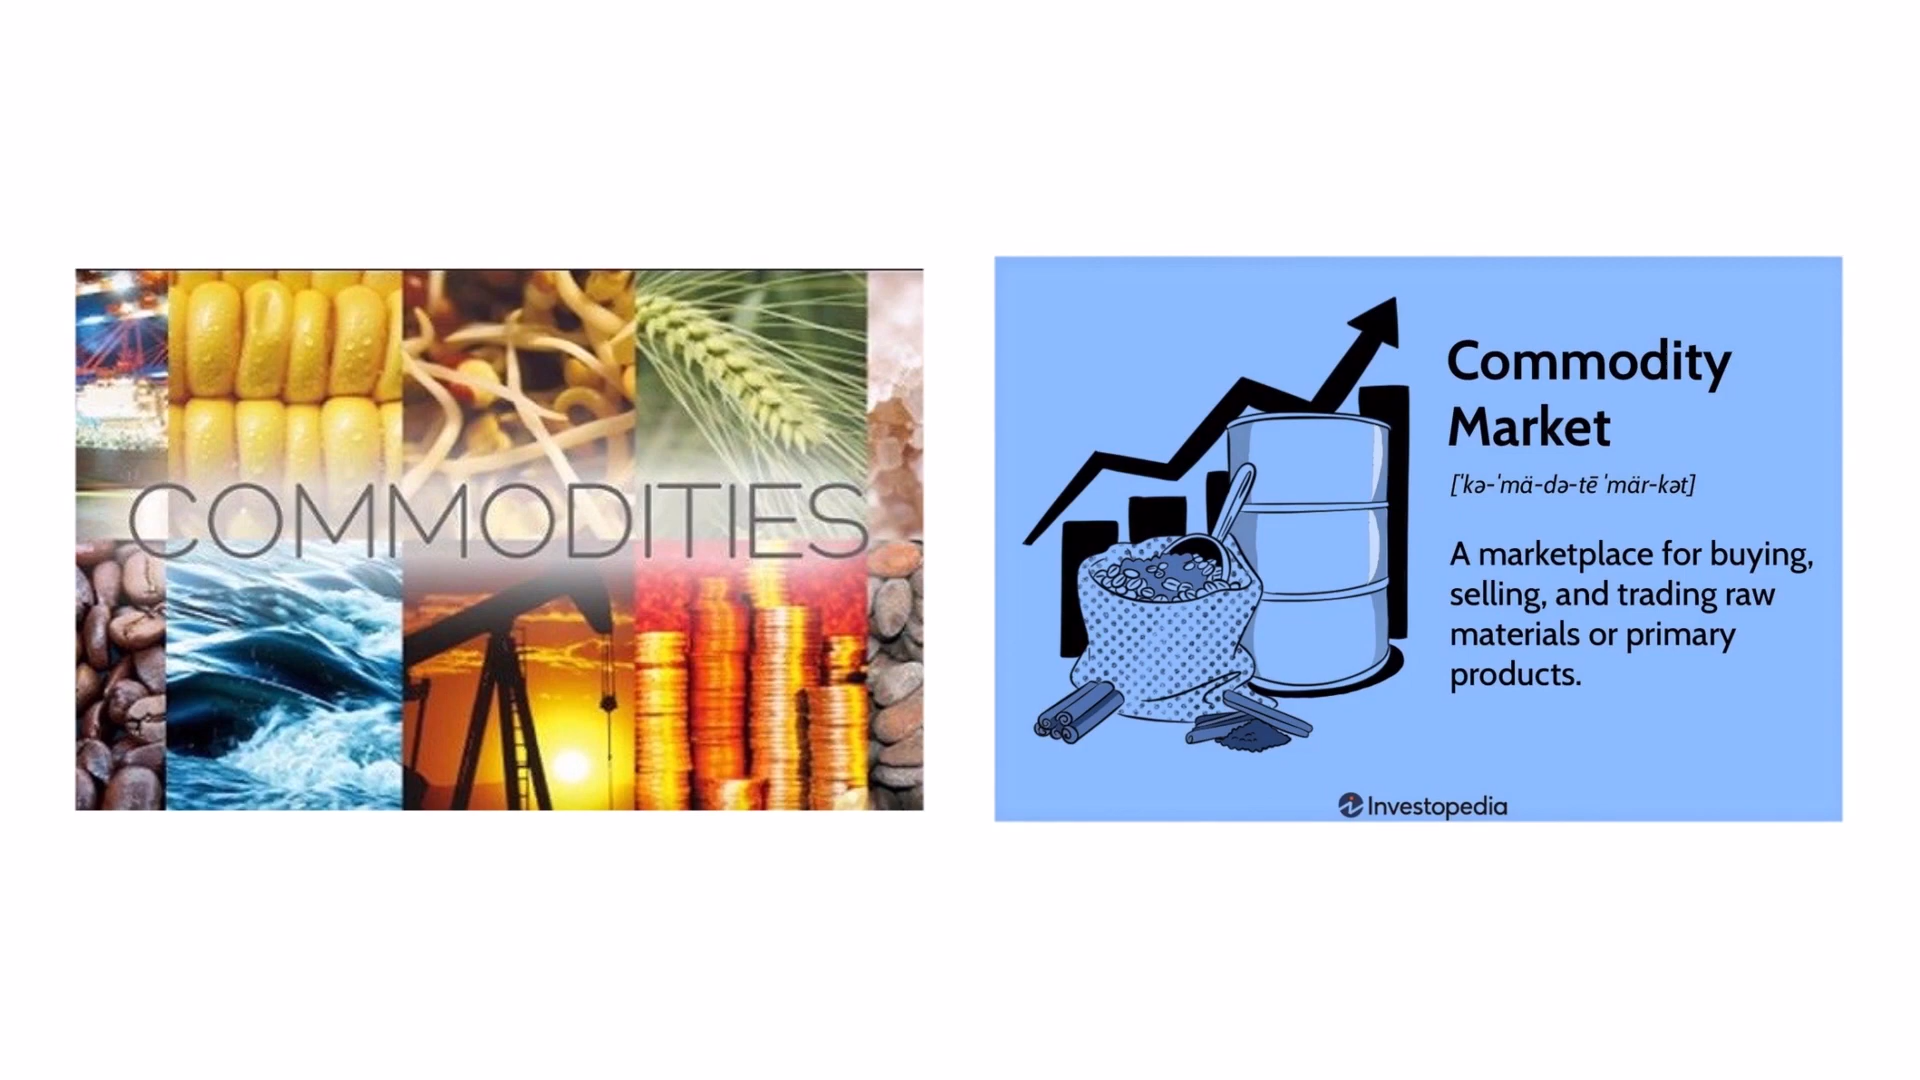 COMMODITIES
Commodity
Market
[ˈkə-ˈmä-də-tē ˈmär-kət]
A marketplace for buying,
selling, and trading raw
materials or primary
products.
Investopedia